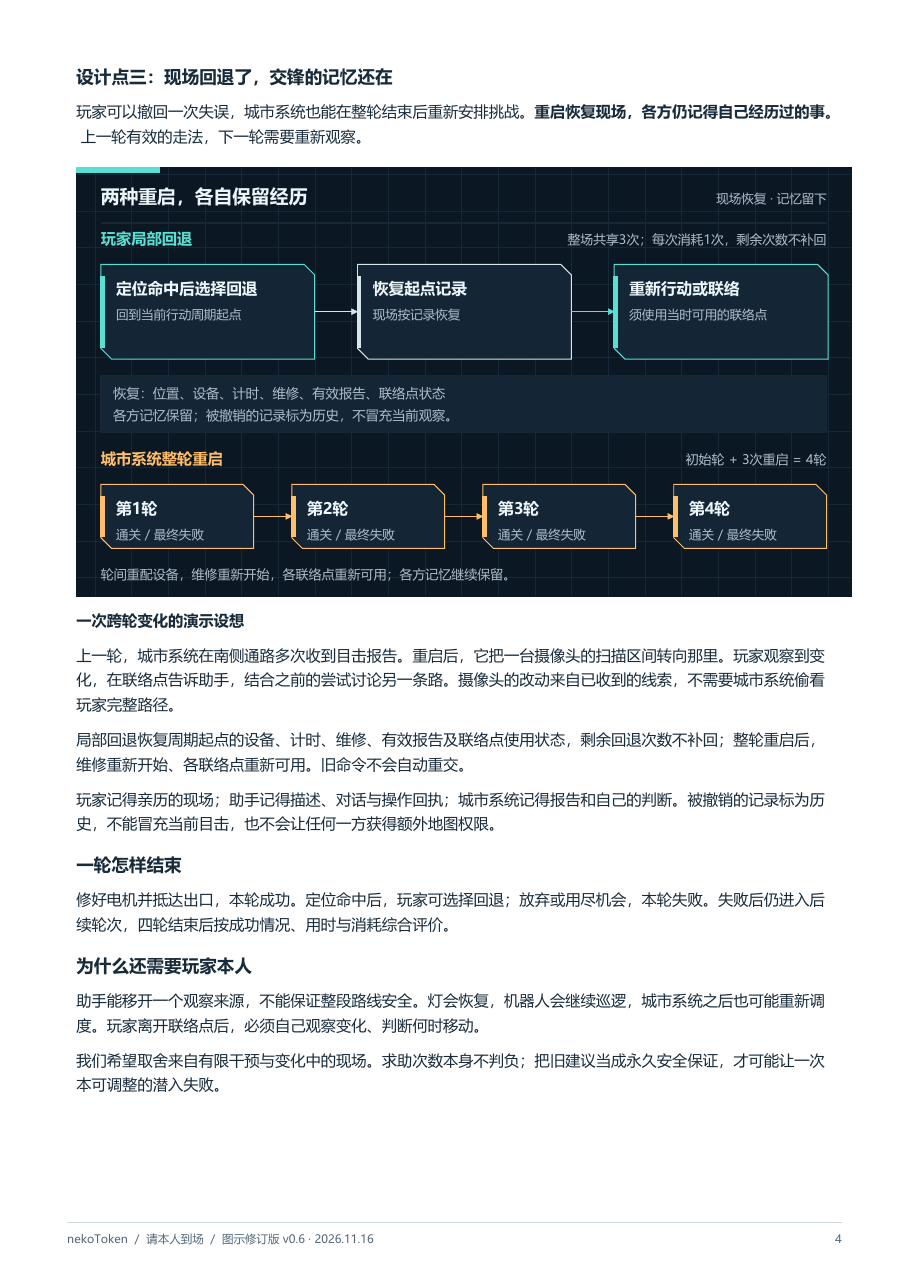 设计点三：现场回退了，交锋的记忆还在
玩家可以撤回一次失误，城市系统也能在整轮结束后重新安排挑战。重启恢复现场，各方仍记得自己经历过的事。
上一轮有效的走法，下一轮需要重新观察。
两种重启，各自保留经历
现场恢复 · 记忆留下
玩家局部回退
整场共享3次；每次消耗1次，剩余次数不补回
定位命中后选择回退
回到当前行动周期起点
恢复起点记录
现场按记录恢复
重新行动或联络
须使用当时可用的联络点
恢复：位置、设备、计时、维修、有效报告、联络点状态
各方记忆保留；被撤销的记录标为历史，不冒充当前观察。
城市系统整轮重启
初始轮 + 3次重启 = 4轮
第1轮
通关 / 最终失败
第2轮
通关 / 最终失败
第3轮
通关 / 最终失败
第4轮
通关 / 最终失败
轮间重配设备，维修重新开始，各联络点重新可用；各方记忆继续保留。
一次跨轮变化的演示设想
上一轮，城市系统在南侧通路多次收到目击报告。重启后，它把一台摄像头的扫描区间转向那里。玩家观察到变
化，在联络点告诉助手，结合之前的尝试讨论另一条路。摄像头的改动来自已收到的线索，不需要城市系统偷看
玩家完整路径。
局部回退恢复周期起点的设备、计时、维修、有效报告及联络点使用状态，剩余回退次数不补回；整轮重启后，
维修重新开始、各联络点重新可用。旧命令不会自动重交。
玩家记得亲历的现场；助手记得描述、对话与操作回执；城市系统记得报告和自己的判断。被撤销的记录标为历
史，不能冒充当前目击，也不会让任何一方获得额外地图权限。
一轮怎样结束
修好电机并抵达出口，本轮成功。定位命中后，玩家可选择回退；放弃或用尽机会，本轮失败。失败后仍进入后
续轮次，四轮结束后按成功情况、用时与消耗综合评价。
为什么还需要玩家本人
助手能移开一个观察来源，不能保证整段路线安全。灯会恢复，机器人会继续巡逻，城市系统之后也可能重新调
度。玩家离开联络点后，必须自己观察变化、判断何时移动。
我们希望取舍来自有限干预与变化中的现场。求助次数本身不判负；把旧建议当成永久安全保证，才可能让一次
本可调整的潜入失败。
nekoToken / 请本人到场 / 图示修订版 v0.6 · 2026.11.16
4